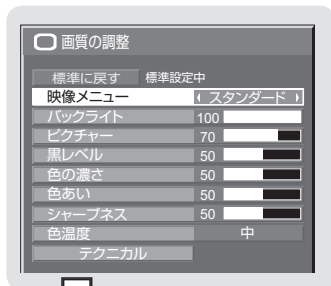 画質の調整
標準に戻す 標準設定中
映像メニュー スタンダード
バックライト 100
ピクチャー 70
黒レベル 50
色の濃さ 50
色あい 50
シャープネス 50
色温度 中
テクニカル